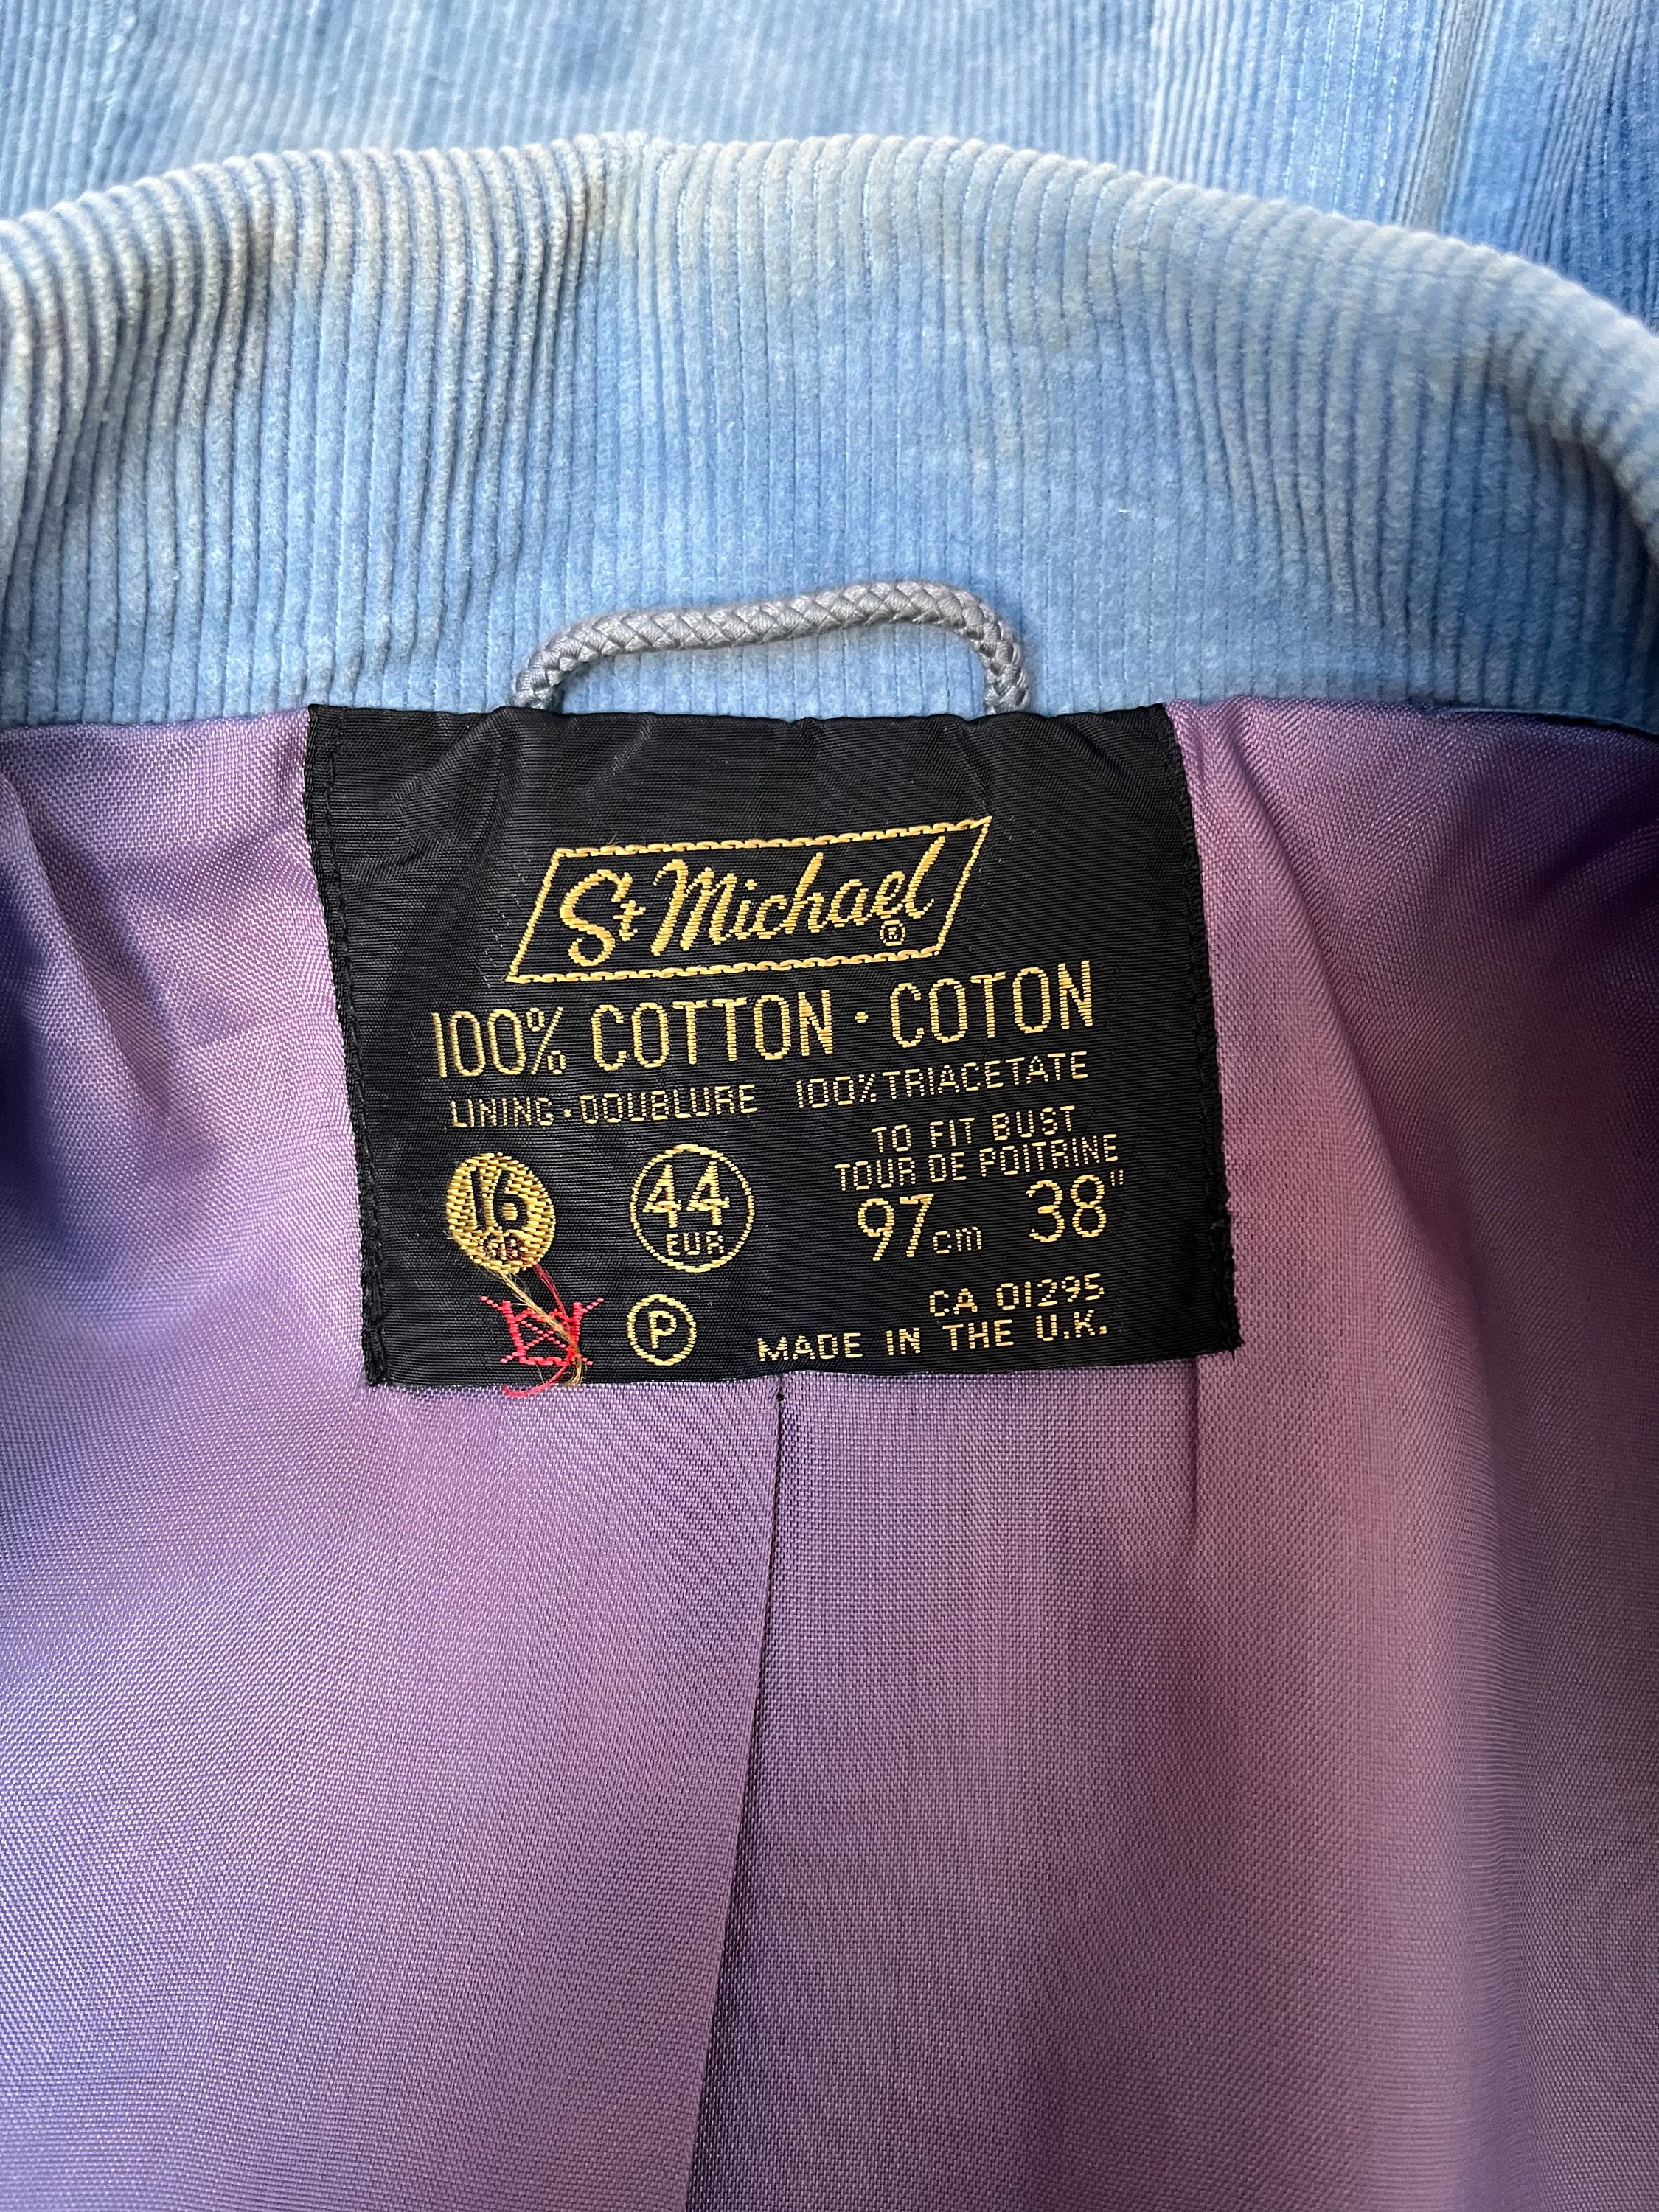 St Michael ®
100% COTTON · COTON
LINING · DOUBLURE 100% TRIACETATE
TO FIT BUST
TOUR DE POITRINE
16 GB
44 EUR
97cm 38"
CA 01295
P
MADE IN THE U.K.